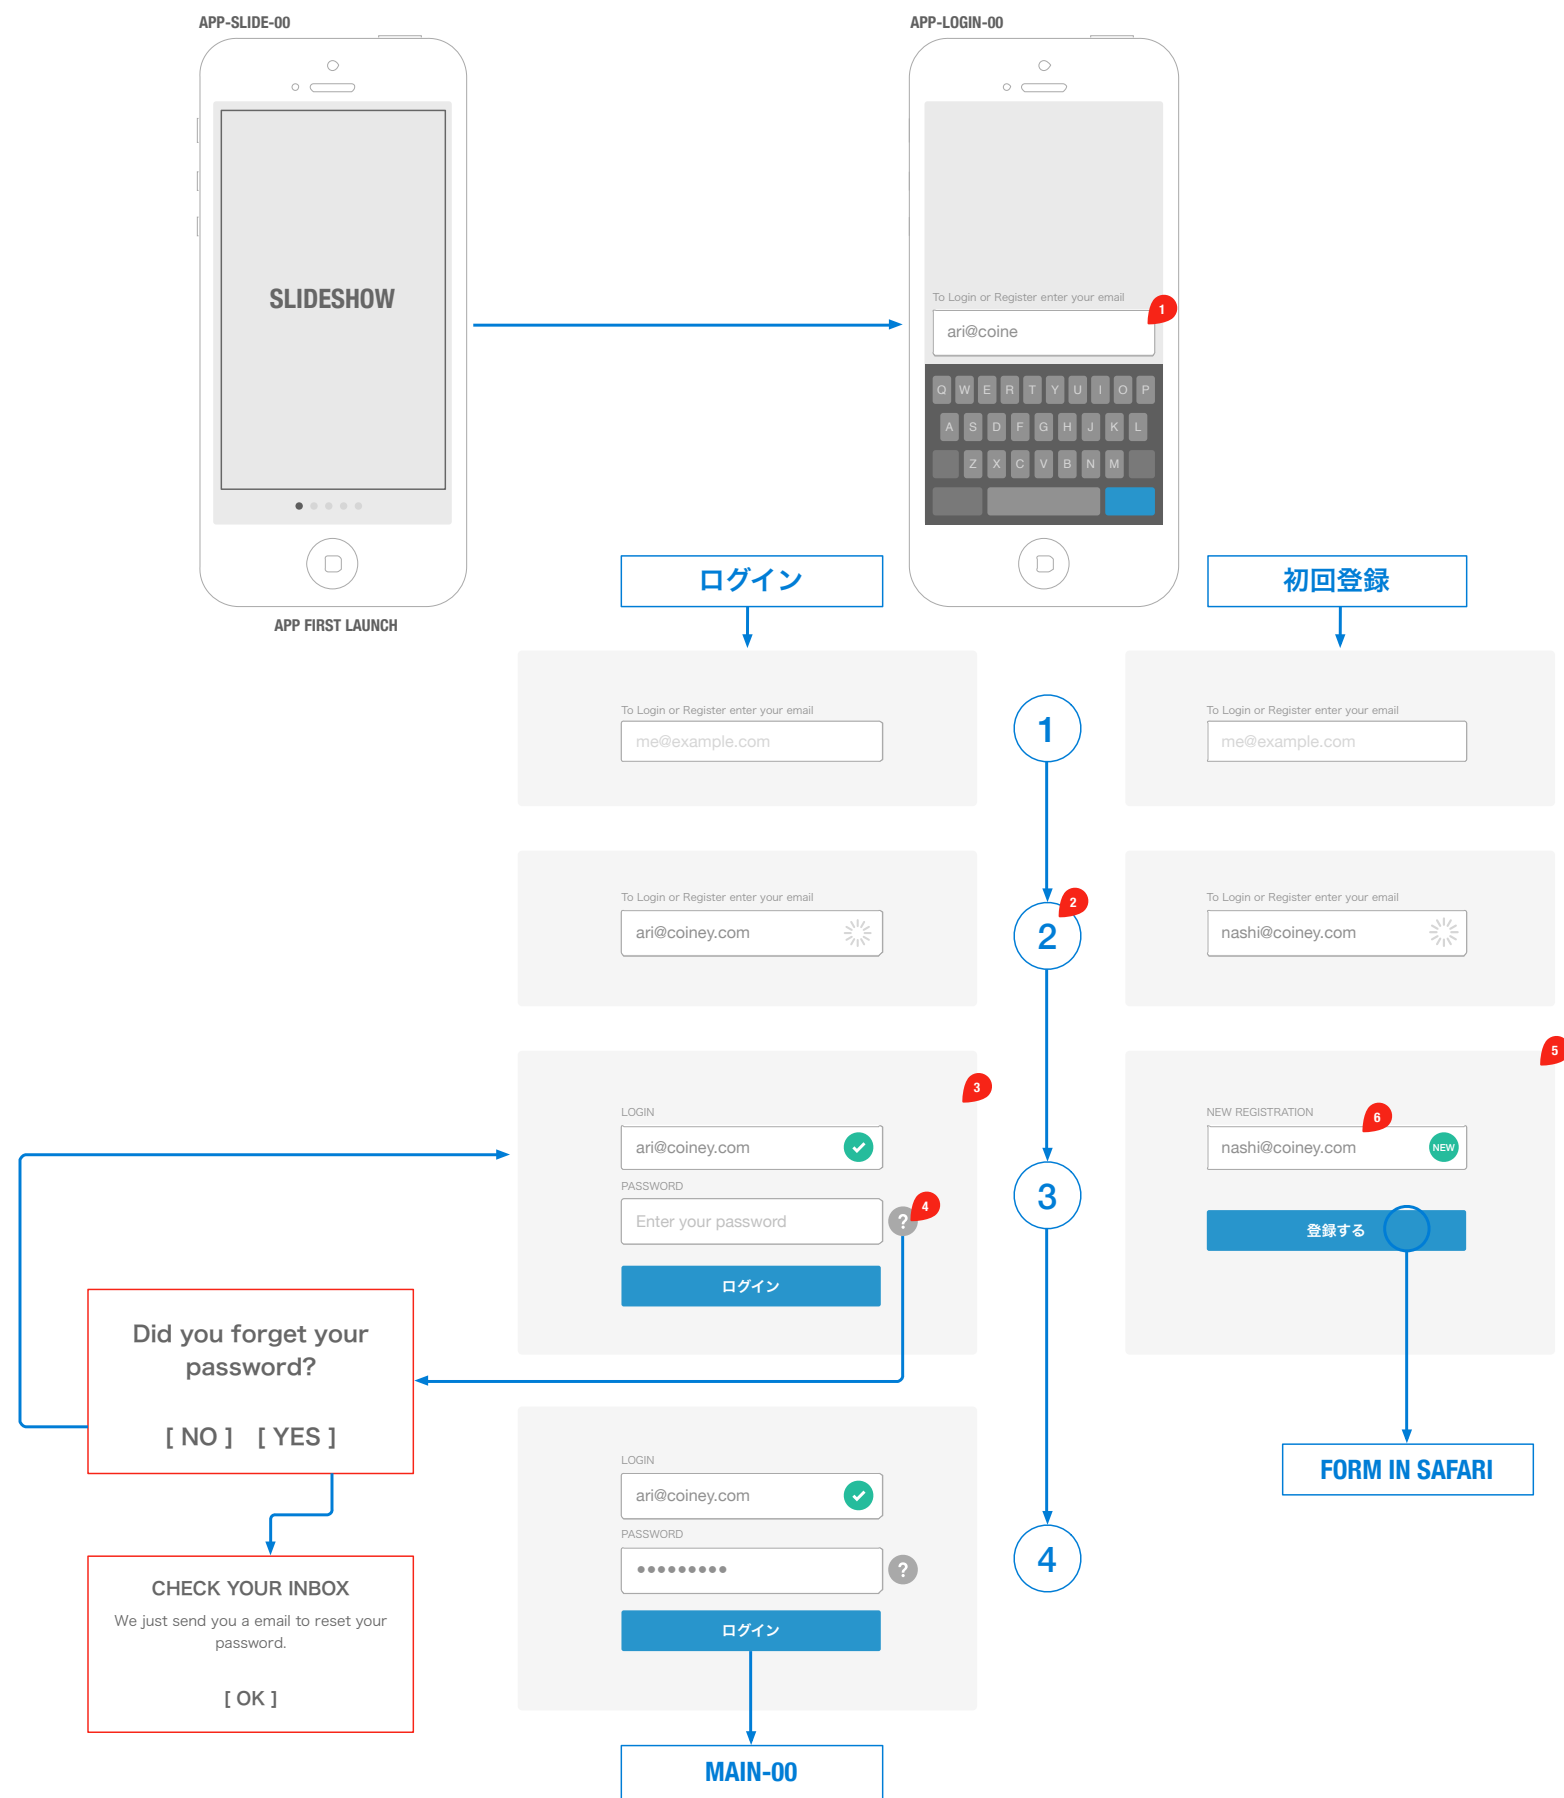 APP-SLIDE-00
APP-LOGIN-00
SLIDESHOW
APP FIRST LAUNCH
To Login or Register enter your email
1
ari@coine
Q W E R T Y U I O P
A S D F G H J K L
Z X C V B N M
ログイン
初回登録
To Login or Register enter your email
me@example.com
1
To Login or Register enter your email
me@example.com
To Login or Register enter your email
ari@coiney.com
2
2
To Login or Register enter your email
nashi@coiney.com
3
LOGIN
ari@coiney.com
PASSWORD
Enter your password
?
4
ログイン
3
5
NEW REGISTRATION
6
nashi@coiney.com
NEW
登録する
FORM IN SAFARI
Did you forget your
password?
[ NO ] [ YES ]
CHECK YOUR INBOX
We just send you a email to reset your
password.
[ OK ]
LOGIN
ari@coiney.com
PASSWORD
?
ログイン
4
MAIN-00